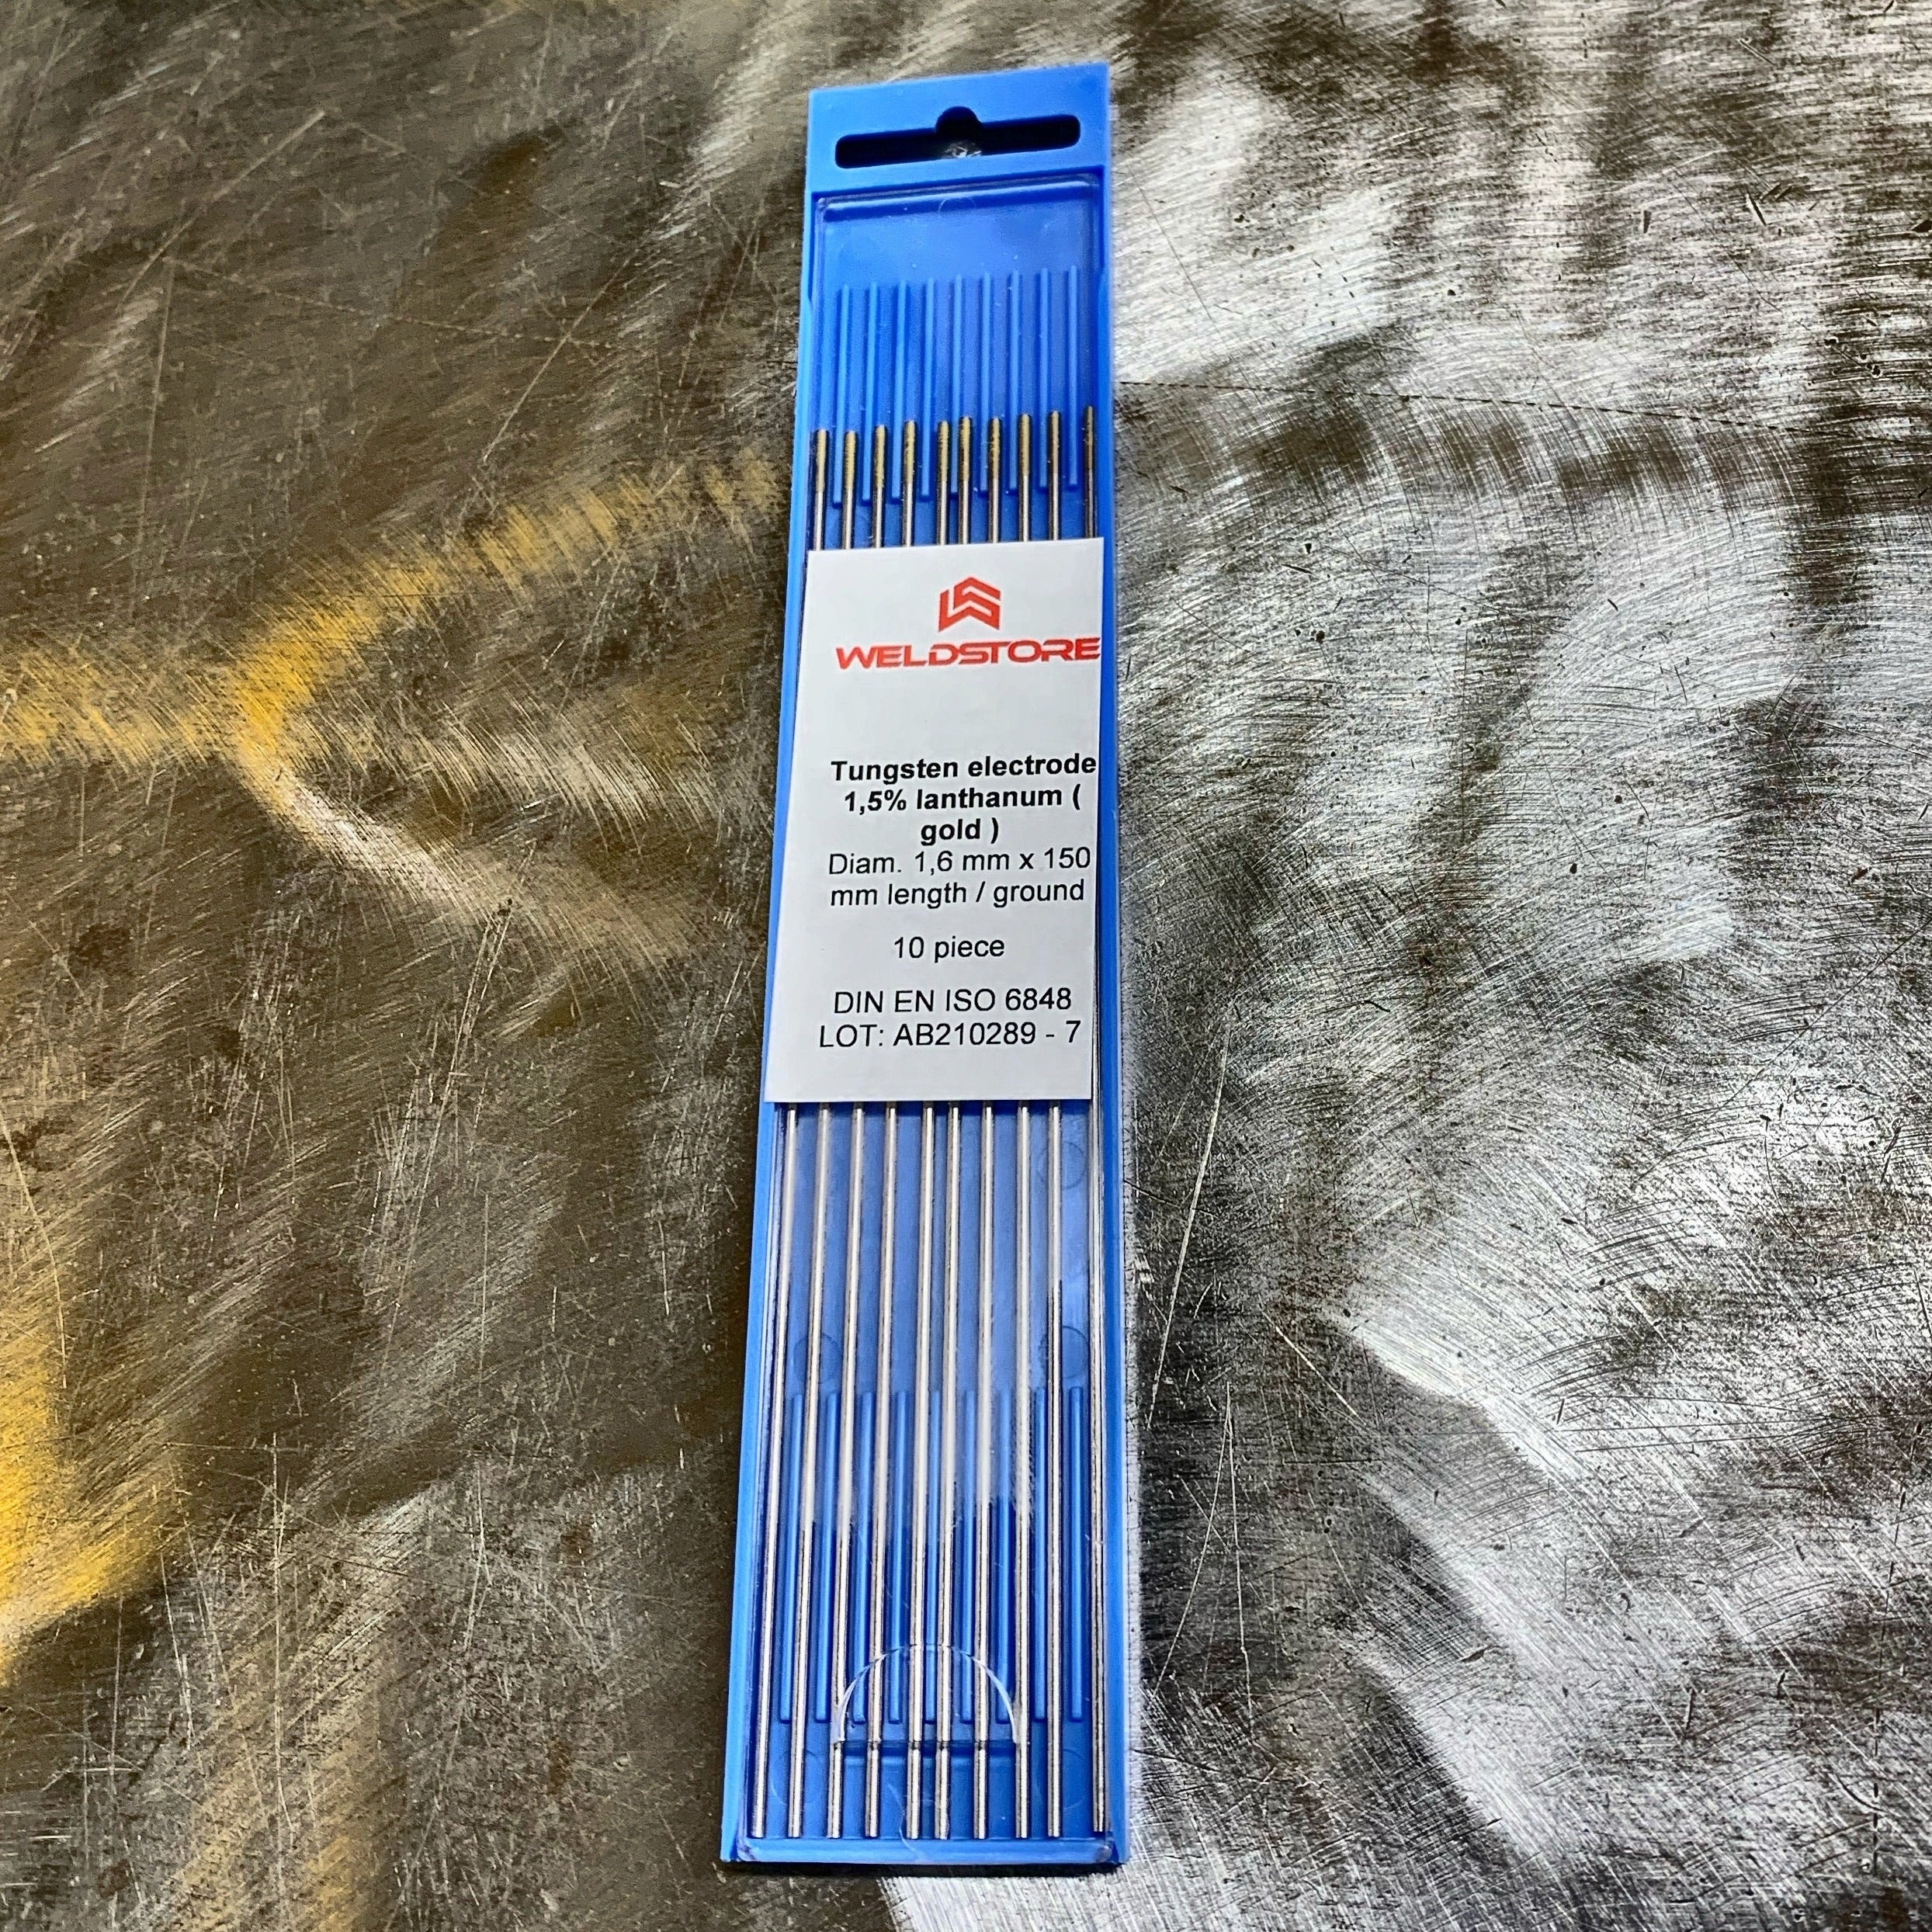 WELDSTORE
Tungsten electrode
1,5% lanthanum (
gold )
Diam. 1,6 mm x 150
mm length / ground
10 piece
DIN EN ISO 6848
LOT: AB210289 - 7